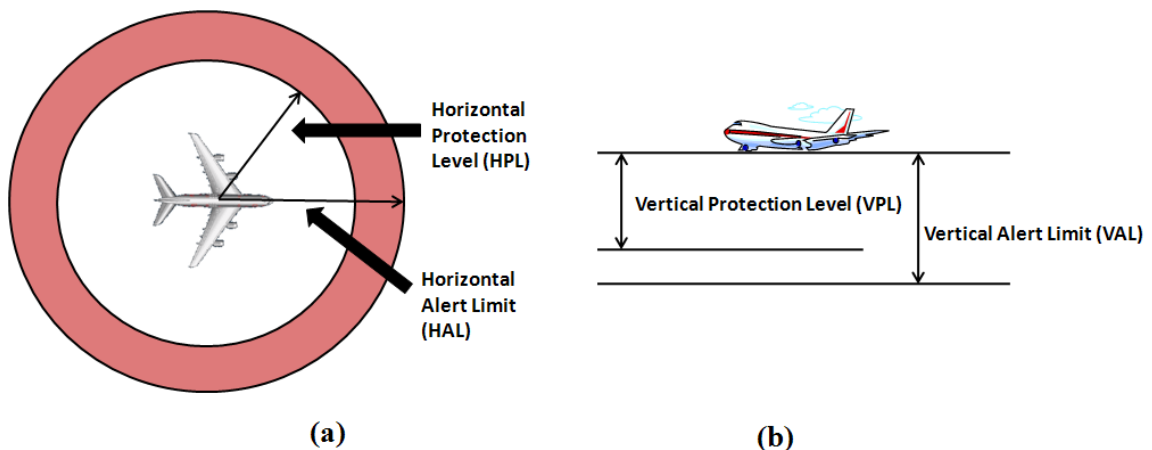 Horizontal
Protection
Level (HPL)
Horizontal
Alert Limit
(HAL)
(a)
Vertical Protection Level (VPL)
Vertical Alert Limit (VAL)
(b)